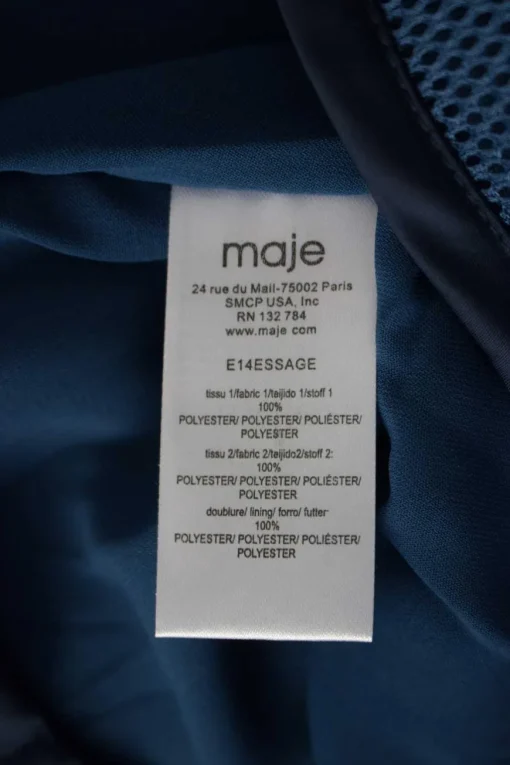 maje
24 rue du Mail-75002 Paris
SMCP USA, Inc
RN 132 784
www.maje com
E14ESSAGE
tissu 1/fabric 1/teijido 1/stoff 1
100%
POLYESTER/ POLYESTER/ POLIÉSTER/
POLYESTER
tissu 2/fabric 2/teijido2/stoff 2:
100%
POLYESTER/ POLYESTER/ POLIÉSTER/
POLYESTER
doublure/ lining/ forro/ futter
100%
POLYESTER/ POLYESTER/ POLIÉSTER/
POLYESTER